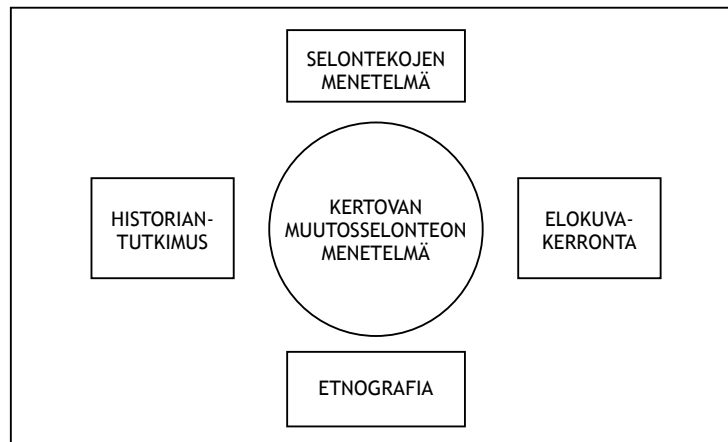 SELONTEKOJEN
MENETELMÄ
HISTORIAN-
TUTKIMUS
KERTOVAN
MUUTOSSELONTEON
MENETELMÄ
ELOKUVA-
KERRONTA
ETNOGRAFIA